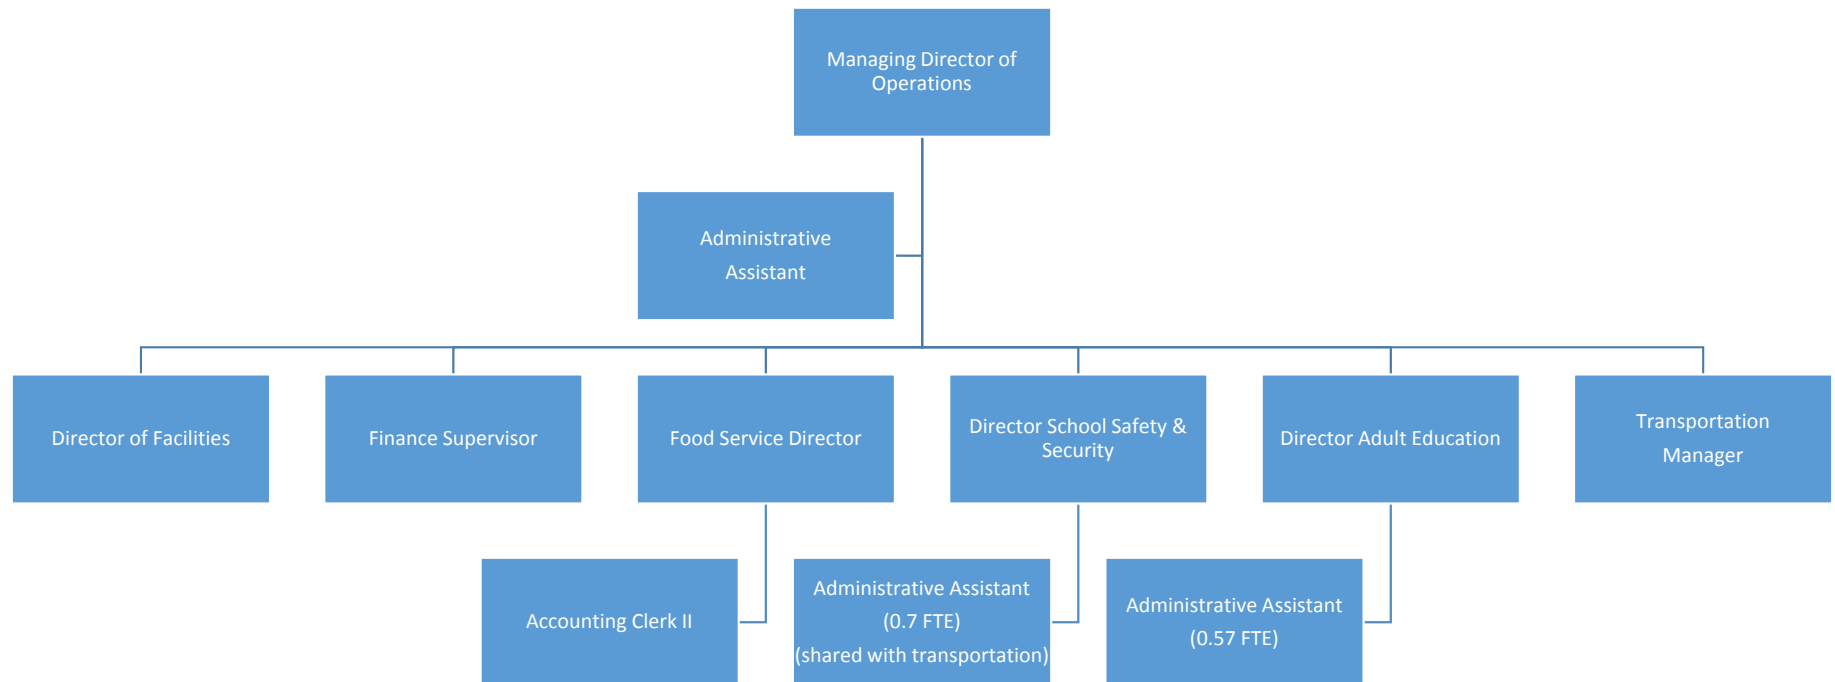 Managing Director of
Operations
Administrative
Assistant
Director of Facilities
Finance Supervisor
Food Service Director
Director School Safety &
Security
Director Adult Education
Transportation
Manager
Accounting Clerk II
Administrative Assistant
(0.7 FTE)
(shared with transportation)
Administrative Assistant
(0.57 FTE)